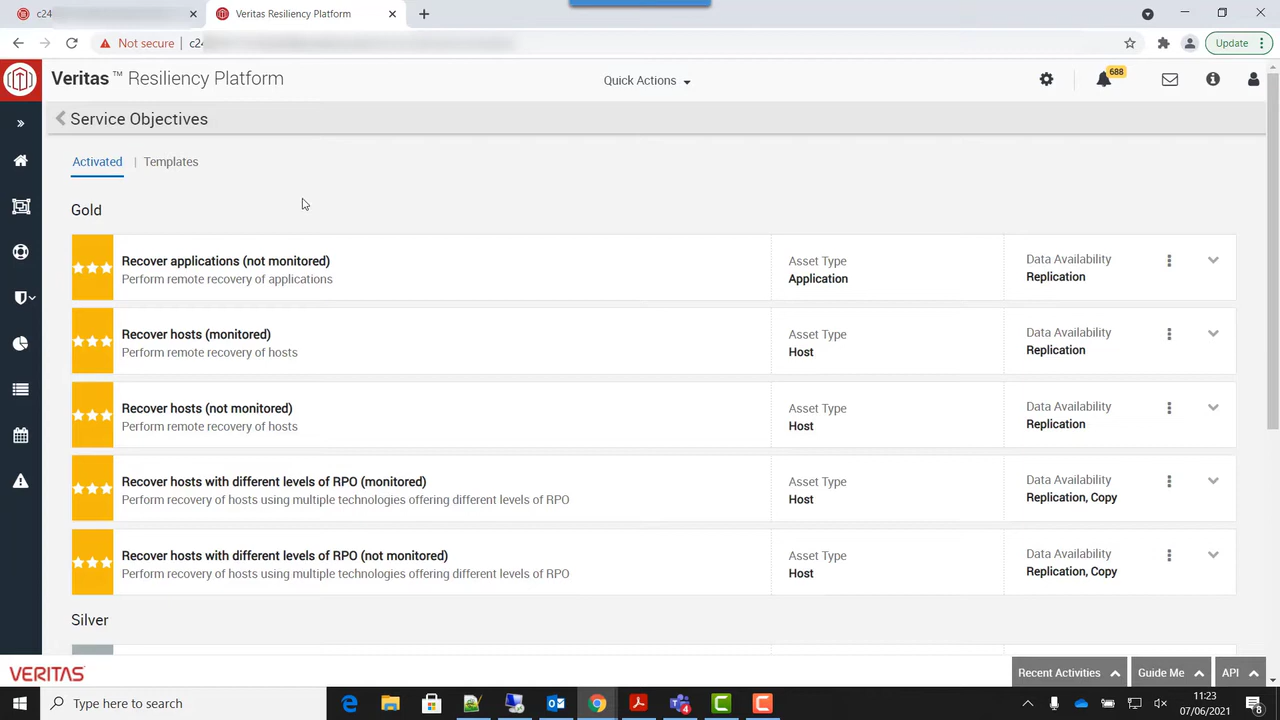 c24
Veritas Resiliency Platform
Not secure
c24
Update
Veritas ™ Resiliency Platform
Quick Actions
688
Service Objectives
Activated | Templates
Gold
Recover applications (not monitored)
Perform remote recovery of applications
Asset Type
Application
Data Availability
Replication
Recover hosts (monitored)
Perform remote recovery of hosts
Asset Type
Host
Data Availability
Replication
Recover hosts (not monitored)
Perform remote recovery of hosts
Asset Type
Host
Data Availability
Replication
Recover hosts with different levels of RPO (monitored)
Perform recovery of hosts using multiple technologies offering different levels of RPO
Asset Type
Host
Data Availability
Replication, Copy
Recover hosts with different levels of RPO (not monitored)
Perform recovery of hosts using multiple technologies offering different levels of RPO
Asset Type
Host
Data Availability
Replication, Copy
Silver
VERITAS
Recent Activities
Guide Me
API
Type here to search
11:23
07/06/2021
8